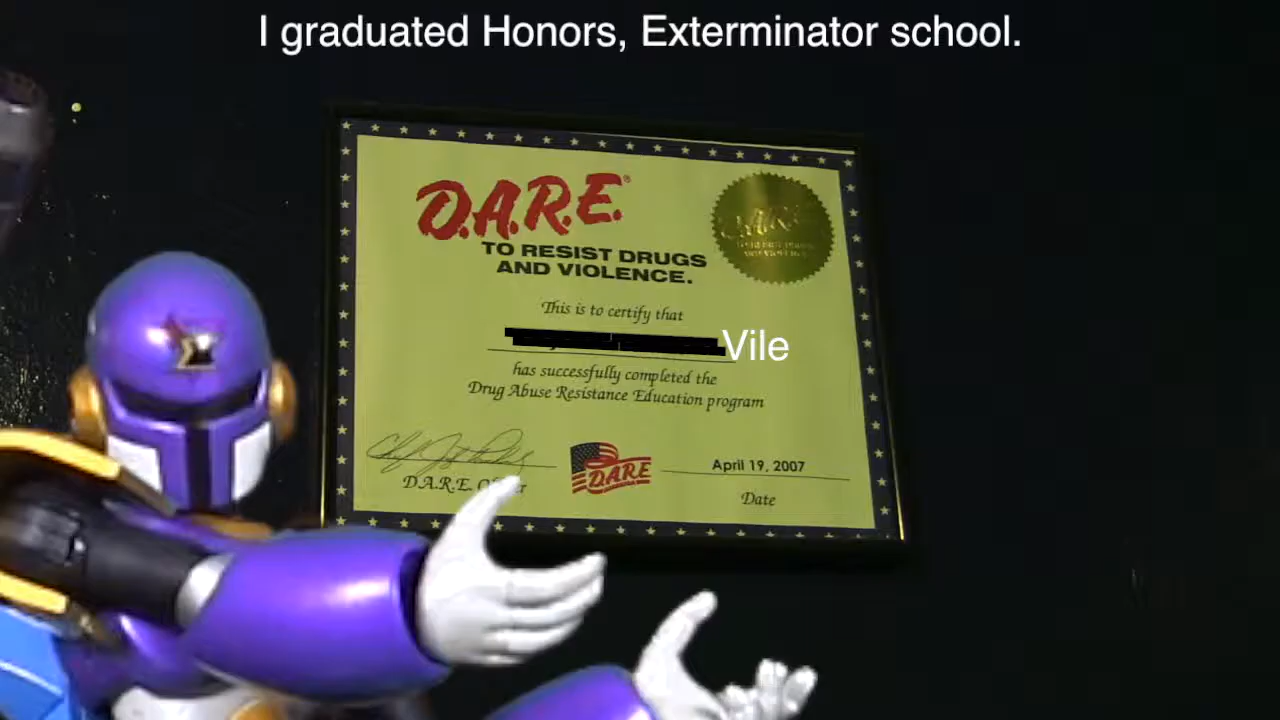 I graduated Honors, Exterminator school.
D.A.R.E.®
TO RESIST DRUGS
AND VIOLENCE.
This is to certify that
Vile
has successfully completed the
Drug Abuse Resistance Education program
D.A.R.E.
DARE
April 19, 2007
Date